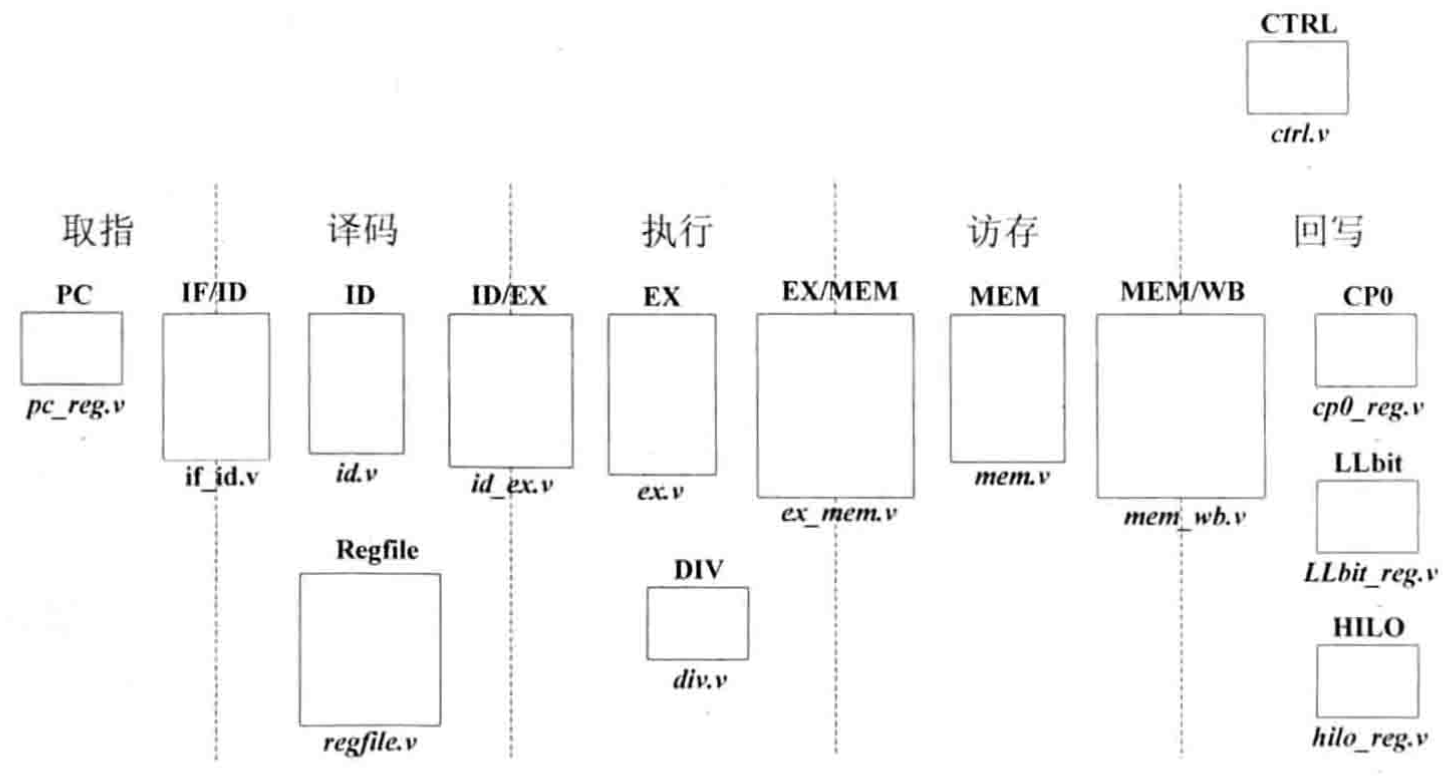 CTRL
ctrl.v
取指 译码 执行 访存 回写
PC IF/ID ID ID/EX EX EX/MEM MEM MEM/WB CP0
pc_reg.v if_id.v id.v id_ex.v ex.v ex_mem.v mem.v mem_wb.v cp0_reg.v
LLbit
LLbit_reg.v
Regfile DIV HILO
regfile.v div.v hilo_reg.v